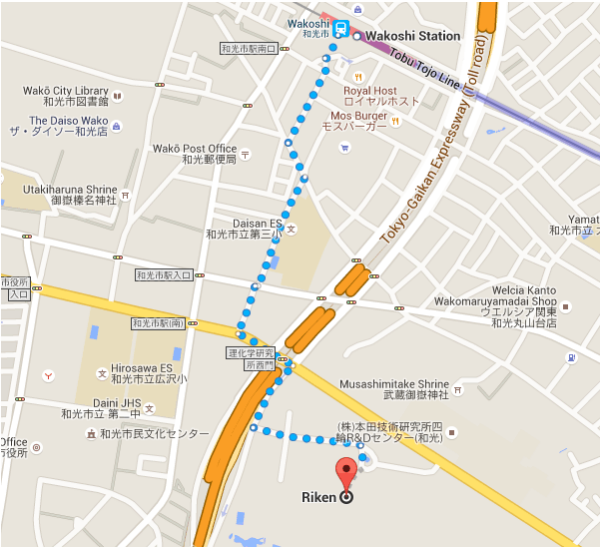 Wakoshi
和光市
Wakoshi Station
和光市駅南口
Tobu Tojo Line
Tokyo-Gaikan Expressway (Toll road)
Royal Host
ロイヤルホスト
Wakō City Library
和光市図書館
Mos Burger
モスバーガー
The Daiso Wako
ザ・ダイソー和光店
Wakō Post Office
和光郵便局
Utakiharuna Shrine
御嶽榛名神社
Daisan ES
和光市立第三小
Yamat
和光市立
市役所
入口
和光市駅入口
Welcia Kanto
Wakomaruyamadai Shop
ウエルシア関東
和光丸山台店
和光市駅(南)
理化学研究
所西門
Hirosawa ES
和光市立広沢小
Musashimitake Shrine
武蔵御嶽神社
Daini JHS
和光市立 第二中
(株)本田技術研究所四
輪R&Dセンター(和光)
和光市民文化センター
Office
市役所
Riken